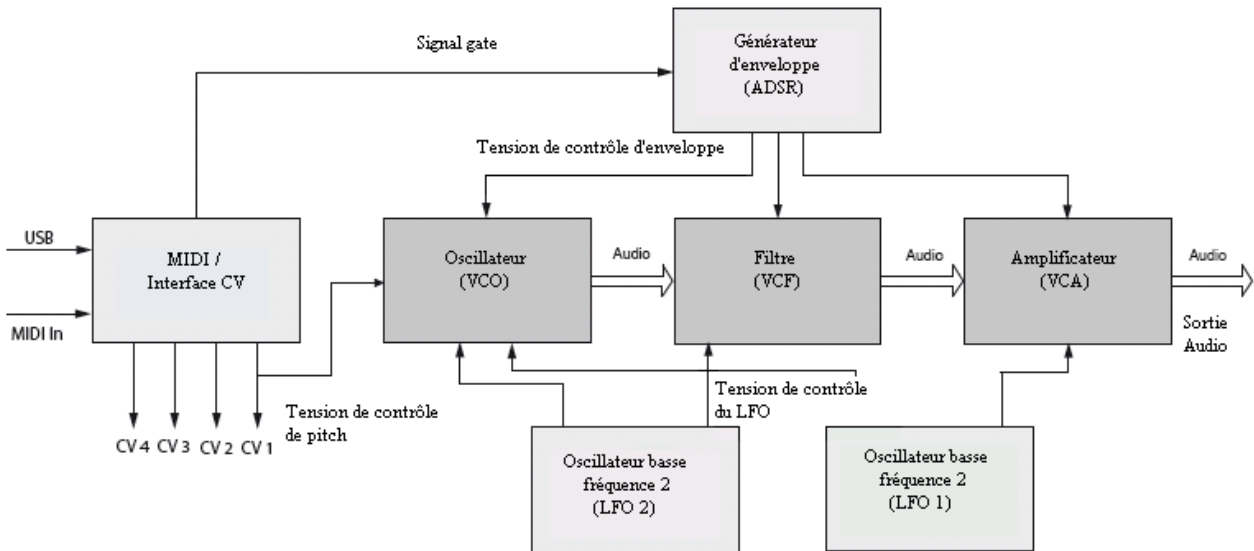 Signal gate
Générateur
d'enveloppe
(ADSR)
Tension de contrôle d'enveloppe
USB
MIDI In
MIDI /
Interface CV
Oscillateur
(VCO)
Audio
Filtre
(VCF)
Audio
Amplificateur
(VCA)
Audio
Sortie
Audio
Tension de contrôle
de pitch
CV 4
CV 3
CV 2
CV 1
Tension de contrôle
du LFO
Oscillateur basse
fréquence 2
(LFO 2)
Oscillateur basse
fréquence 2
(LFO 1)